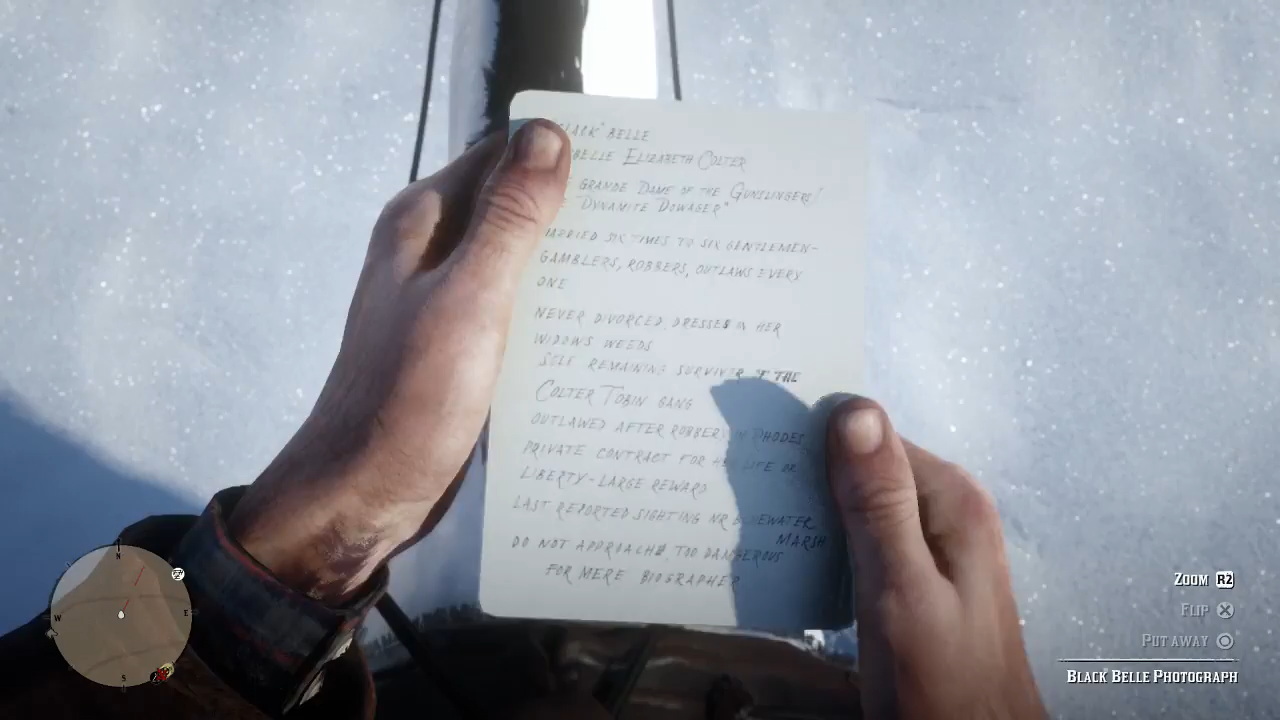 BLACK" BELLE
BELLE ELIZABETH COLTER
GRANDE DAME OF THE GUNSLINGERS/
"DYNAMITE DOWAGER"
MARRIED SIX TIMES TO SIX GENTLEMEN-
GAMBLERS, ROBBERS, OUTLAWS EVERY
ONE
NEVER DIVORCED, DRESSES IN HER
WIDOWS WEEDS
SOLE REMAINING SURVIVOR OF THE
COLTER TOBIN GANG
OUTLAWED AFTER ROBBERY IN RHODES,
PRIVATE CONTRACT FOR HER LIFE OR
LIBERTY - LARGE REWARD
LAST REPORTED SIGHTING NR BLUEWATER
MARSH
DO NOT APPROACH, TOO DANGEROUS
FOR MERE BIOGRAPHER
N
W
E
S
ZOOM R2
FLIP
PUT AWAY
BLACK BELLE PHOTOGRAPH